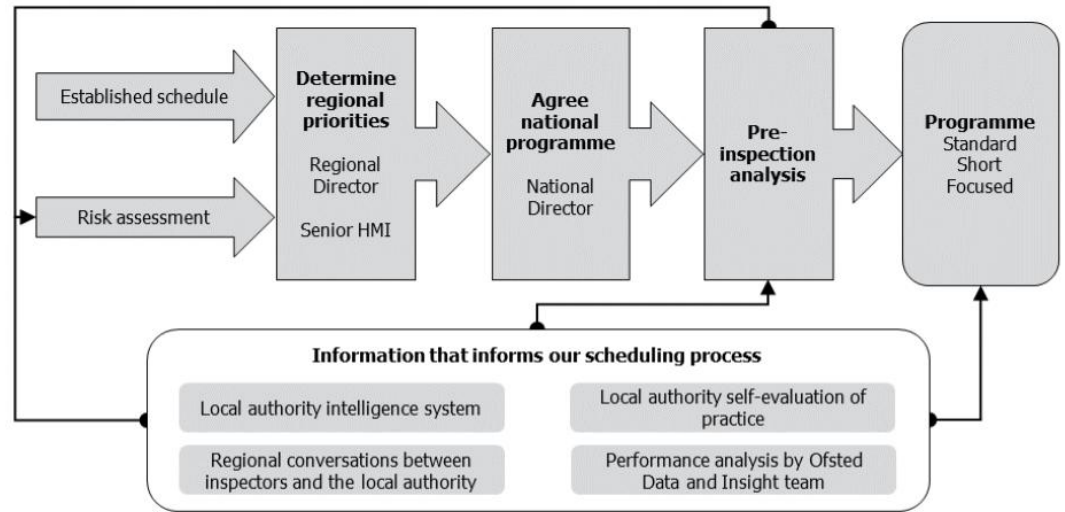 Established schedule
Risk assessment
Determine
regional
priorities
Regional
Director
Senior HMI
Agree
national
programme
National
Director
Pre-
inspection
analysis
Programme
Standard
Short
Focused
Information that informs our scheduling process
Local authority intelligence system
Local authority self-evaluation of
practice
Regional conversations between
inspectors and the local authority
Performance analysis by Ofsted
Data and Insight team